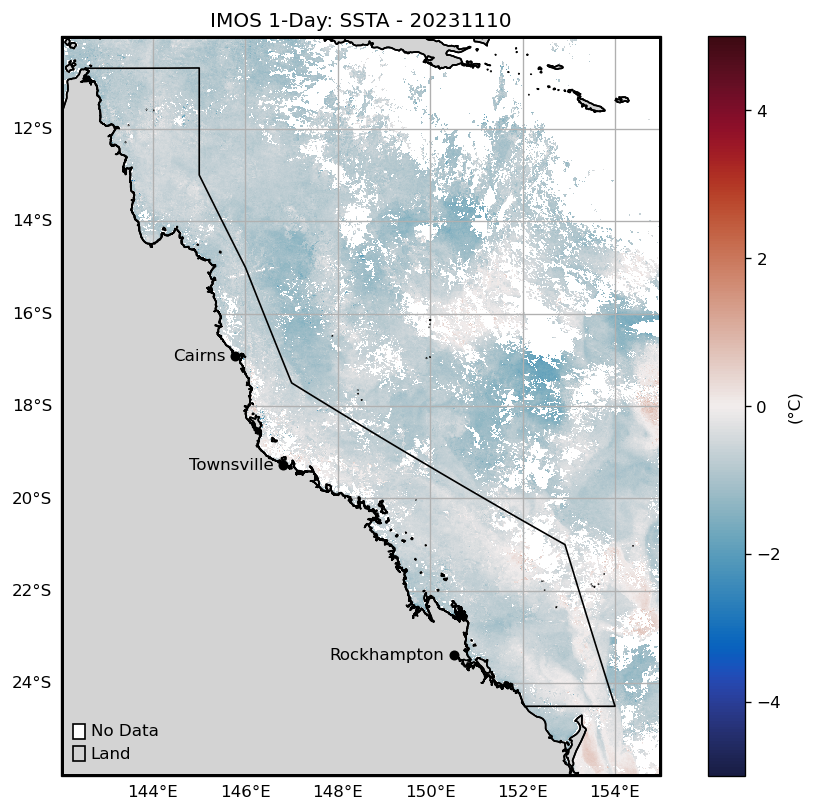 IMOS 1-Day: SSTA - 20231110
12°S
14°S
16°S
18°S
20°S
22°S
24°S
Cairns
Townsville
Rockhampton
No Data
Land
144°E 146°E 148°E 150°E 152°E 154°E
4
2
0
−2
−4
(°C)